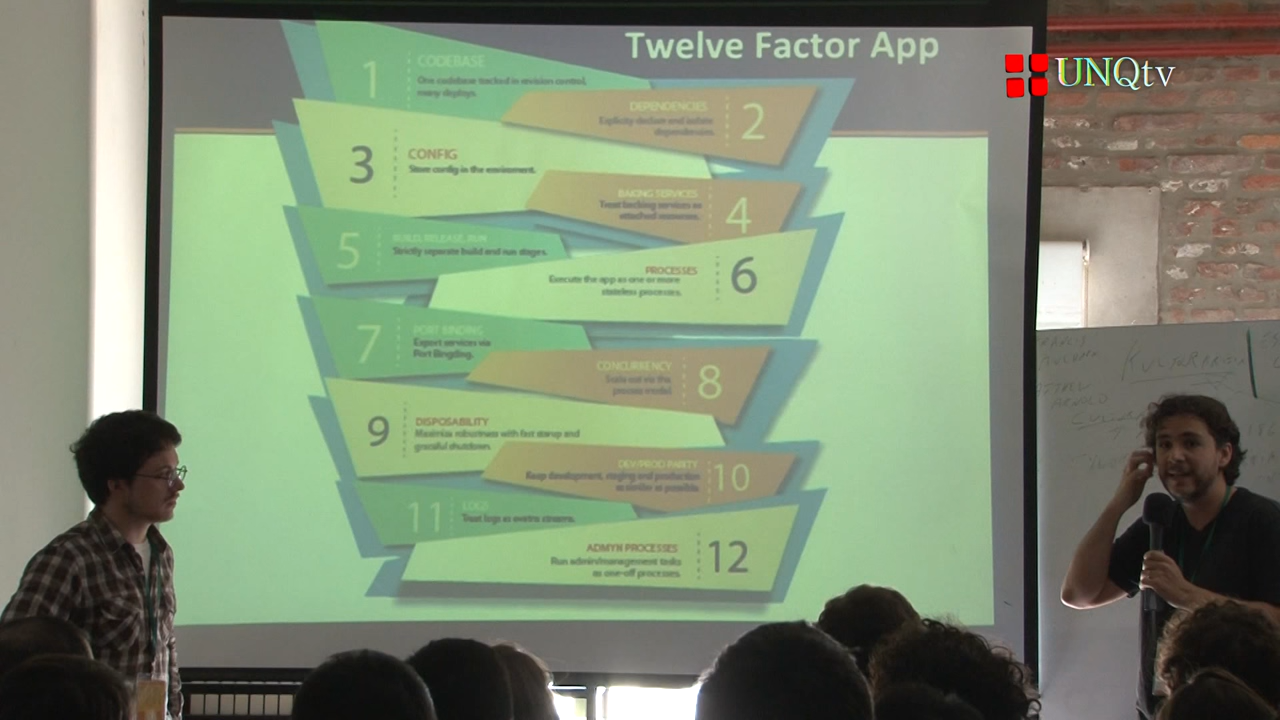 Twelve Factor App
UNQtv
1
CODEBASE
One codebase tracked in revision control,
many deploys.
DEPENDENCIES
2
Explicitly declare and isolate
dependencies.
3
CONFIG
Store config in the environment.
BAKING SERVICES
4
Treat backing services as
attached resources.
5
BUILD, RELEASE, RUN
Strictly separate build and run stages.
PROCESSES
6
Execute the app as one or more
stateless processes.
7
PORT BINDING
Export services via
Port Bingding.
CONCURRENCY
8
Scale out via the
process model.
9
DISPOSABILITY
Maximize robustness with fast starup and
graceful shutdown.
DEV/PROD PARITY
10
Keep development, staging and production
as similar as possible
11
LOGS
Treat logs as
ADMYN PROCESSES
12
Run admin/management tasks
as one-off processes.